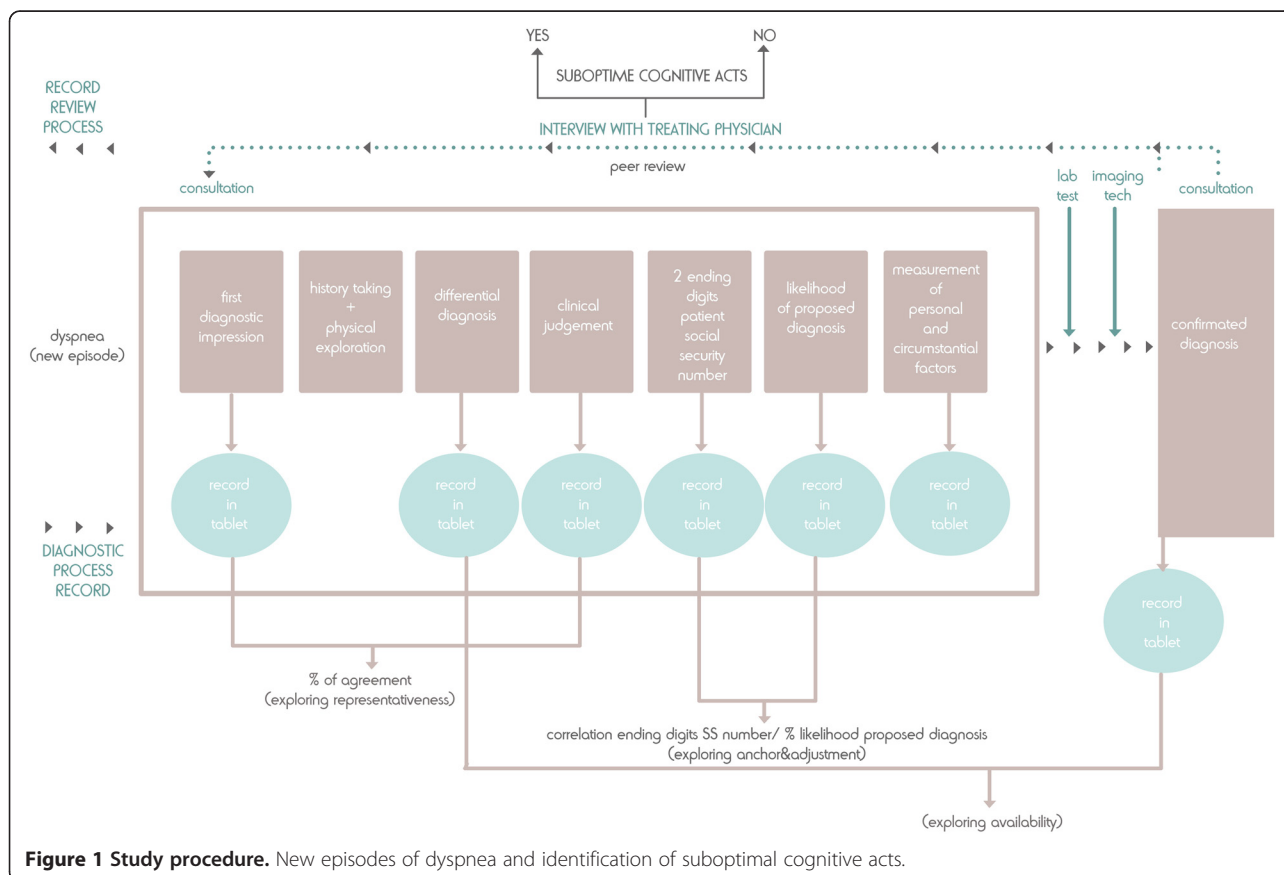 YES
NO
SUBOPTIME COGNITIVE ACTS
RECORD
REVIEW
PROCESS
INTERVIEW WITH TREATING PHYSICIAN
peer review
consultation
lab
test
imaging
tech
consultation
dyspnea
(new episode)
first
diagnostic
impression
history taking
+
physical
exploration
differential
diagnosis
clinical
judgement
2 ending
digits
patient
social
security
number
likelihood
of proposed
diagnosis
measurement
of
personal
and
circumstantial
factors
confirmated
diagnosis
record
in
tablet
record
in
tablet
record
in
tablet
record
in
tablet
record
in
tablet
record
in
tablet
DIAGNOSTIC
PROCESS
RECORD
record
in
tablet
% of agreement
(exploring representativeness)
correlation ending digits SS number/ % likelihood proposed diagnosis
(exploring anchor&adjustment)
(exploring availability)
Figure 1 Study procedure. New episodes of dyspnea and identification of suboptimal cognitive acts.